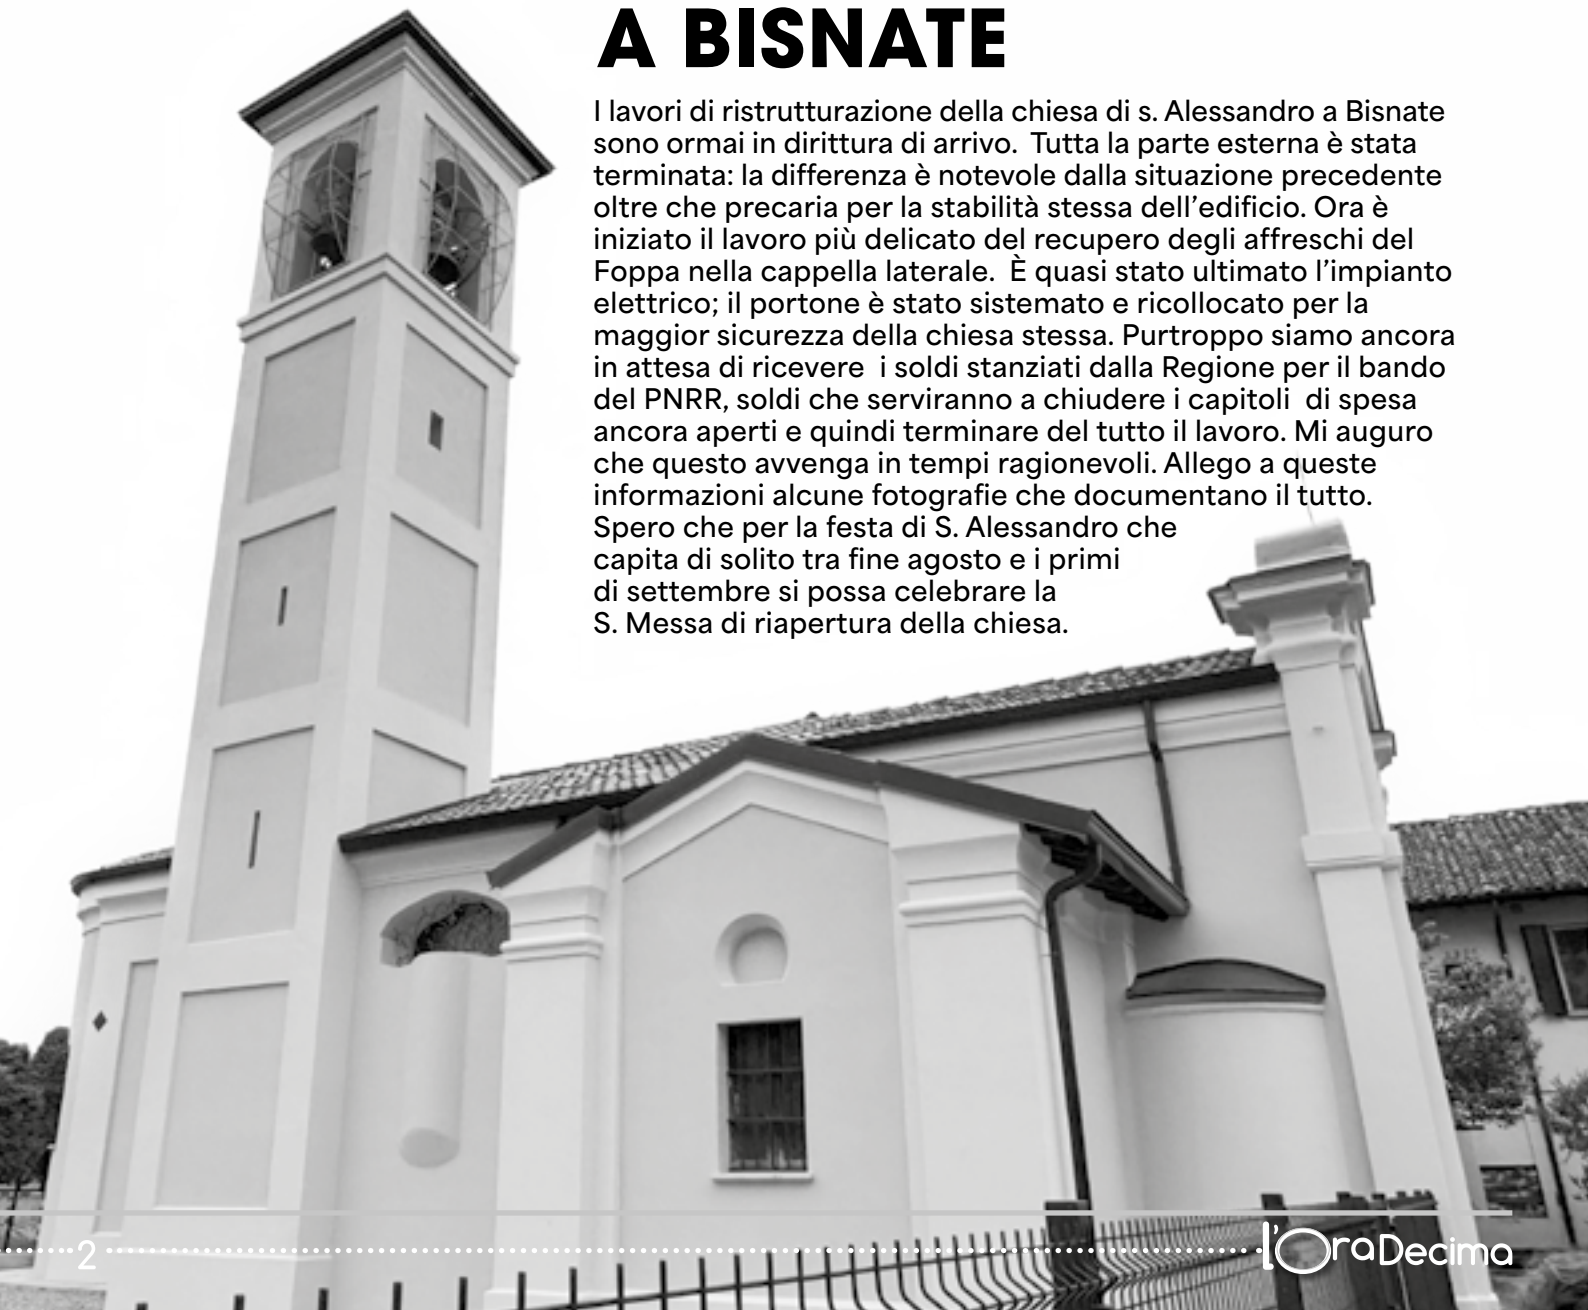 A BISNATE
I lavori di ristrutturazione della chiesa di s. Alessandro a Bisnate
sono ormai in dirittura di arrivo.  Tutta la parte esterna è stata
terminata: la differenza è notevole dalla situazione precedente
oltre che precaria per la stabilità stessa dell’edificio. Ora è
iniziato il lavoro più delicato del recupero degli affreschi del
Foppa nella cappella laterale.  È quasi stato ultimato l’impianto
elettrico; il portone è stato sistemato e ricollocato per la
maggior sicurezza della chiesa stessa. Purtroppo siamo ancora
in attesa di ricevere  i soldi stanziati dalla Regione per il bando
del PNRR, soldi che serviranno a chiudere i capitoli  di spesa
ancora aperti e quindi terminare del tutto il lavoro. Mi auguro
che questo avvenga in tempi ragionevoli. Allego a queste
informazioni alcune fotografie che documentano il tutto.
Spero che per la festa di S. Alessandro che
capita di solito tra fine agosto e i primi
di settembre si possa celebrare la
S. Messa di riapertura della chiesa.
2
l'OraDecima